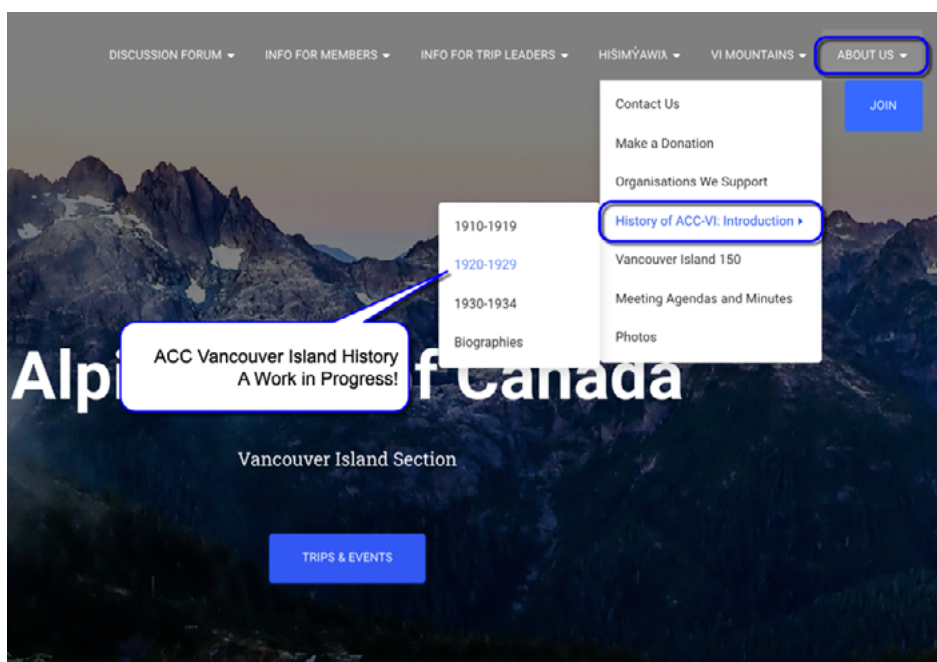 DISCUSSION FORUM INFO FOR MEMBERS INFO FOR TRIP LEADERS HIŠIMY̓AWIƛ VI MOUNTAINS ABOUT US
JOIN
Contact Us
Make a Donation
Organisations We Support
History of ACC-VI: Introduction
Vancouver Island 150
Meeting Agendas and Minutes
Photos
1910-1919
1920-1929
1930-1934
Biographies
ACC Vancouver Island History
A Work in Progress!
Alpi f Canada
Vancouver Island Section
TRIPS & EVENTS